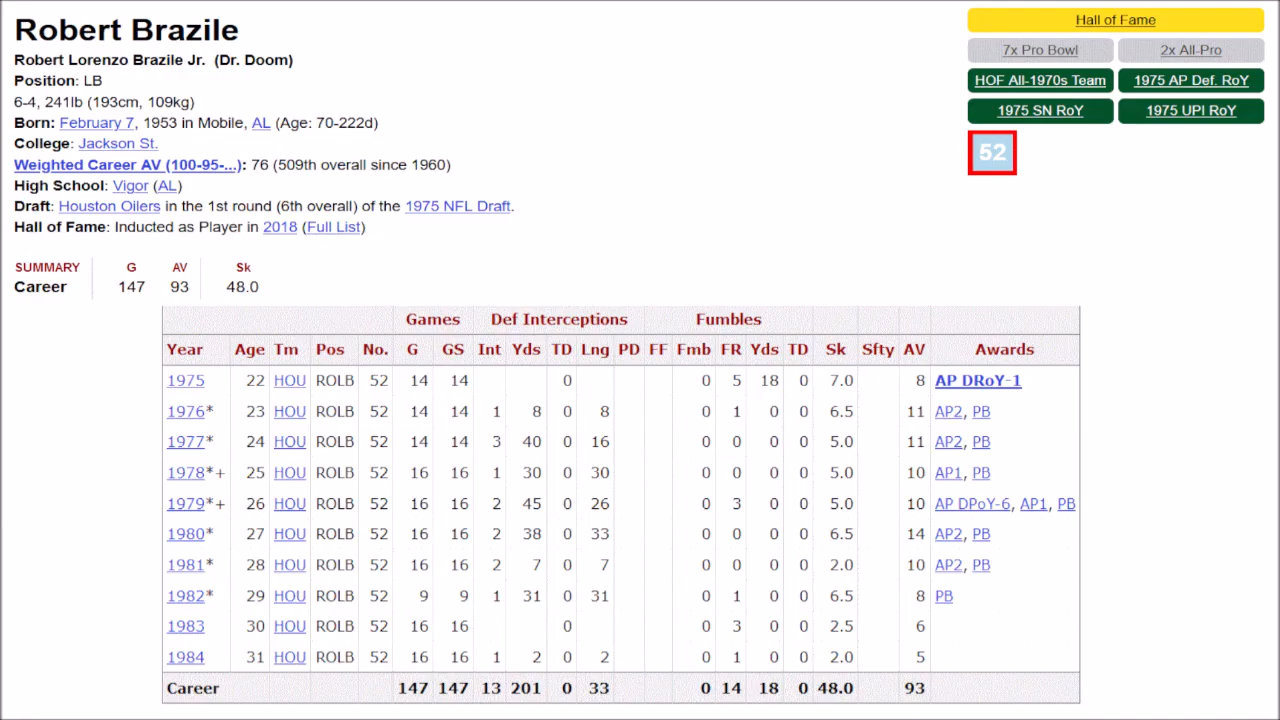 Robert Brazile
Robert Lorenzo Brazile Jr. (Dr. Doom)
Position: LB
6-4, 241lb (193cm, 109kg)
Born: February 7, 1953 in Mobile, AL (Age: 70-222d)
College: Jackson St.
Weighted Career AV (100-95-...): 76 (509th overall since 1960)
High School: Vigor (AL)
Draft: Houston Oilers in the 1st round (6th overall) of the 1975 NFL Draft.
Hall of Fame: Inducted as Player in 2018 (Full List)
Hall of Fame
7x Pro Bowl 2x All-Pro
HOF All-1970s Team 1975 AP Def. RoY
1975 SN RoY 1975 UPI RoY
52
SUMMARY G AV Sk
Career 147 93 48.0
Games Def Interceptions Fumbles
Year Age Tm Pos No. G GS Int Yds TD Lng PD FF Fmb FR Yds TD Sk Sfty AV Awards
1975 22 HOU ROLB 52 14 14 0 0 5 18 0 7.0 8 AP DRoY-1
1976* 23 HOU ROLB 52 14 14 1 8 0 8 0 1 0 0 6.5 11 AP2, PB
1977* 24 HOU ROLB 52 14 14 3 40 0 16 0 0 0 0 5.0 11 AP2, PB
1978*+ 25 HOU ROLB 52 16 16 1 30 0 30 0 0 0 0 5.0 10 AP1, PB
1979*+ 26 HOU ROLB 52 16 16 2 45 0 26 0 3 0 0 5.0 10 AP DPoY-6, AP1, PB
1980* 27 HOU ROLB 52 16 16 2 38 0 33 0 0 0 0 6.5 14 AP2, PB
1981* 28 HOU ROLB 52 16 16 2 7 0 7 0 0 0 0 2.0 10 AP2, PB
1982* 29 HOU ROLB 52 9 9 1 31 0 31 0 1 0 0 6.5 8 PB
1983 30 HOU ROLB 52 16 16 0 0 3 0 0 2.5 6
1984 31 HOU ROLB 52 16 16 1 2 0 2 0 1 0 0 2.0 5
Career 147 147 13 201 0 33 0 14 18 0 48.0 93